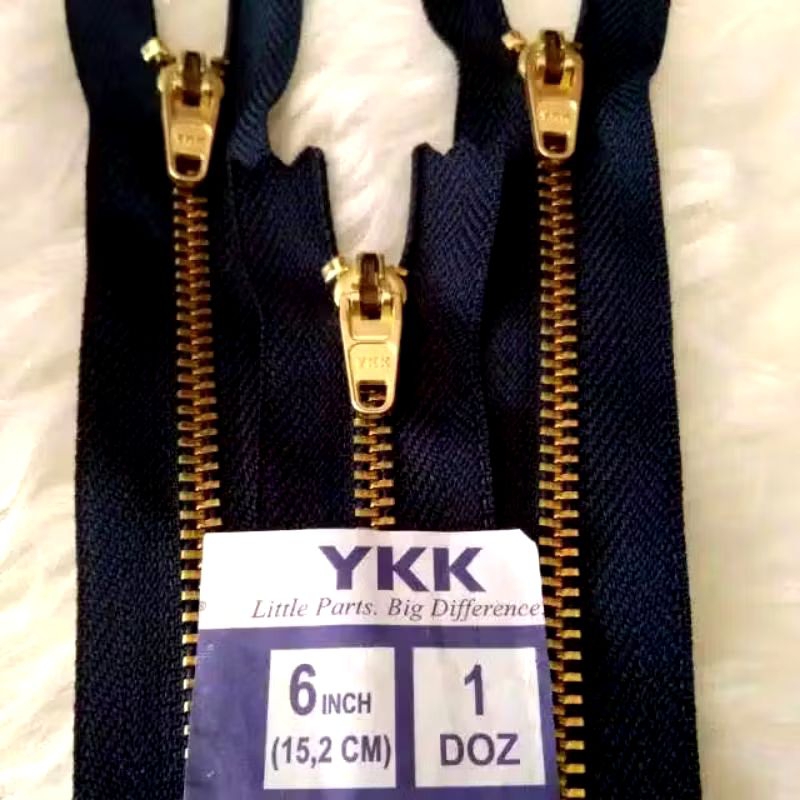 YKK
YKK
YKK
YKK
Little Parts. Big Difference.
6 INCH
(15,2 CM)
1
DOZ